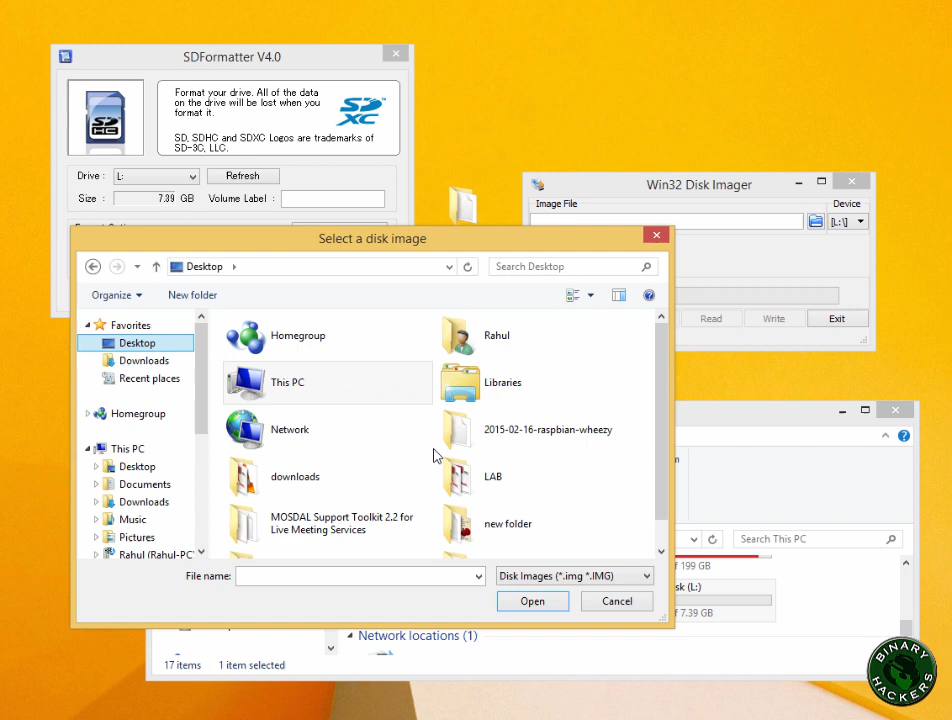 SDFormatter V4.0
Format your drive. All of the data
on the drive will be lost when you
format it.
SD, SDHC and SDXC Logos are trademarks of
SD-3C, LLC.
SD HC
SD XC
Drive : L: Refresh
Size : 7.39 GB Volume Label :
Win32 Disk Imager
Image File Device
[L:\]
Read Write Exit
Select a disk image
Desktop Search Desktop
Organize New folder
Favorites
Desktop
Downloads
Recent places
Homegroup
This PC
Desktop
Documents
Downloads
Music
Pictures
Rahul (Rahul-PC
Homegroup Rahul
This PC Libraries
Network 2015-02-16-raspbian-wheezy
downloads LAB
MOSDAL Support Toolkit 2.2 for
Live Meeting Services
new folder
File name: Disk Images (*.img *.IMG)
Open Cancel
Search This PC
f 199 GB
sk (L:)
f 7.39 GB
Network locations (1)
17 items 1 item selected
BINARY
HACKERS